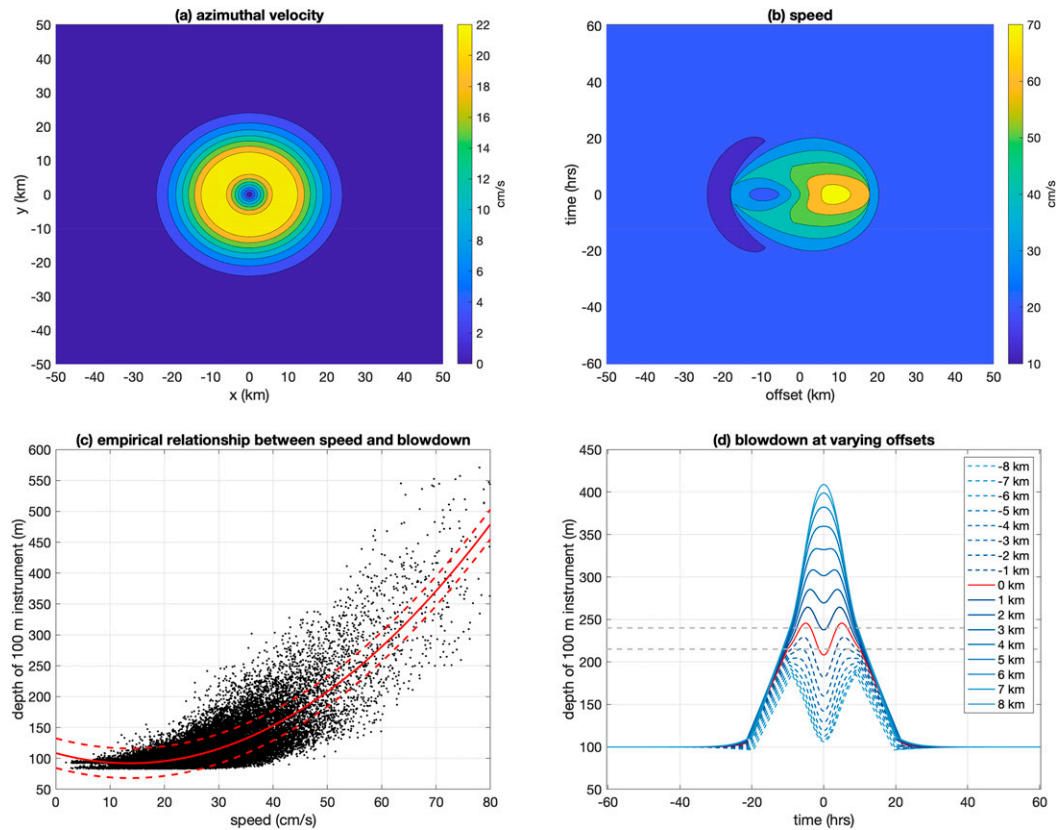 (a) azimuthal velocity
50
40
30
20
10
0
-10
-20
-30
-40
-50
y (km)
-50 -40 -30 -20 -10 0 10 20 30 40 50
x (km)
22
20
18
16
14
12
10
8
6
4
2
0
cm/s
(b) speed
60
40
20
0
-20
-40
-60
time (hrs)
-50 -40 -30 -20 -10 0 10 20 30 40 50
offset (km)
70
60
50
40
30
20
10
cm/s
(c) empirical relationship between speed and blowdown
600
550
500
450
400
350
300
250
200
150
100
50
depth of 100 m instrument (m)
0 10 20 30 40 50 60 70 80
speed (cm/s)
(d) blowdown at varying offsets
450
400
350
300
250
200
150
100
50
depth of 100 m instrument (m)
-60 -40 -20 0 20 40 60
time (hrs)
-8 km
-7 km
-6 km
-5 km
-4 km
-3 km
-2 km
-1 km
0 km
1 km
2 km
3 km
4 km
5 km
6 km
7 km
8 km